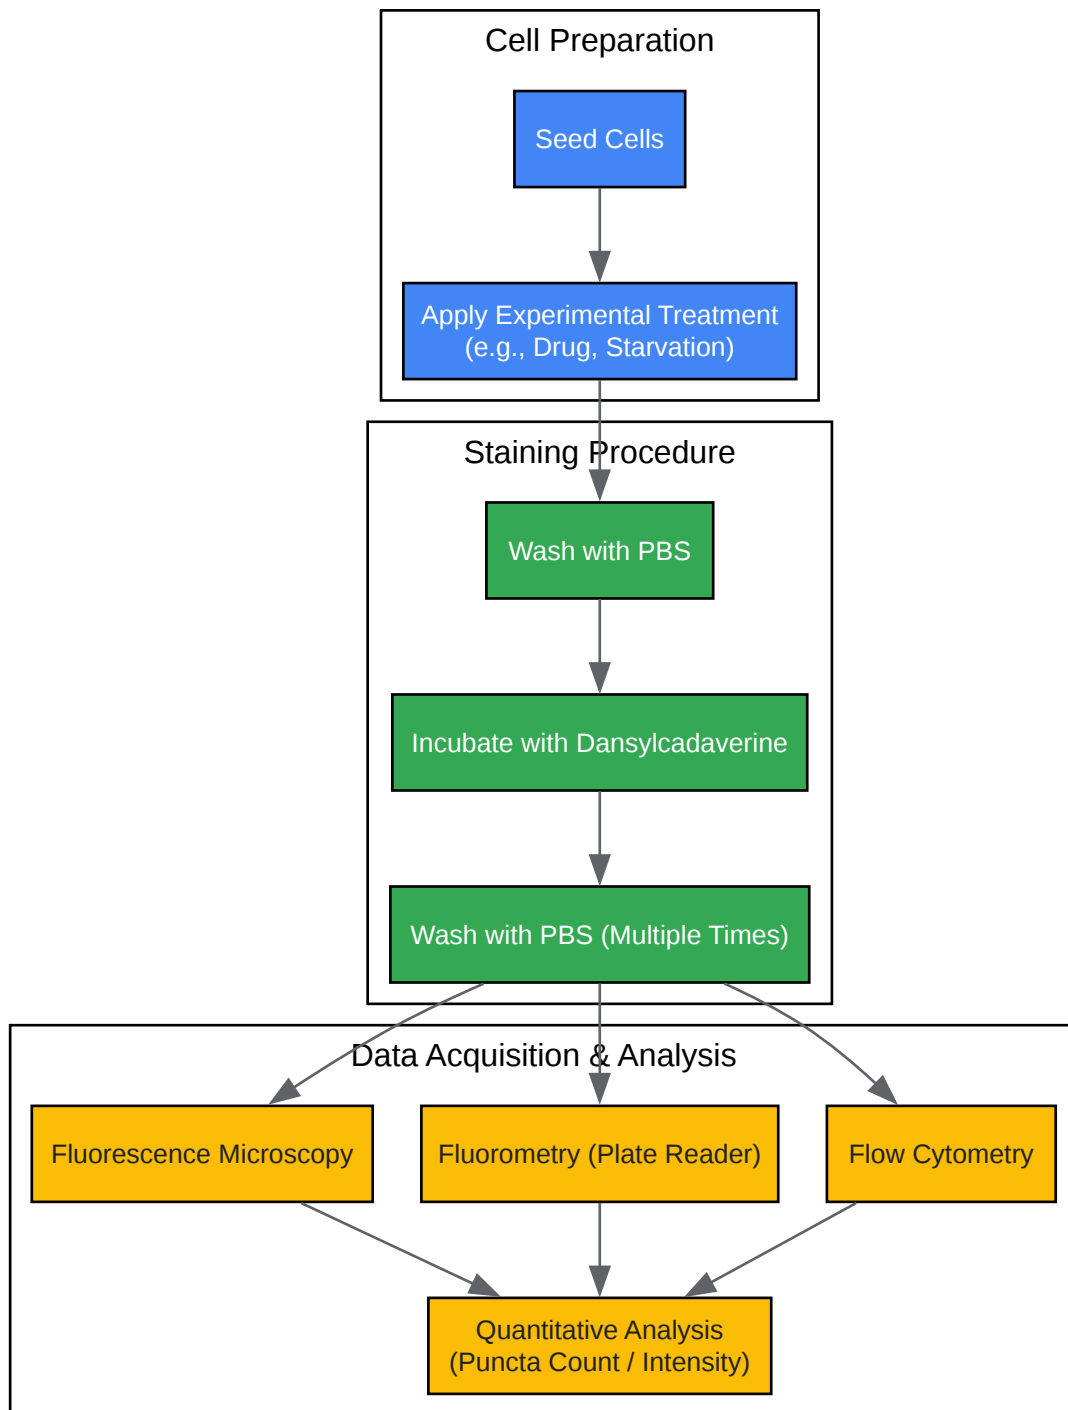 Cell Preparation
Seed Cells
Apply Experimental Treatment
(e.g., Drug, Starvation)
Staining Procedure
Wash with PBS
Incubate with Dansylcadaverine
Wash with PBS (Multiple Times)
Data Acquisition & Analysis
Fluorescence Microscopy
Fluorometry (Plate Reader)
Flow Cytometry
Quantitative Analysis
(Puncta Count / Intensity)